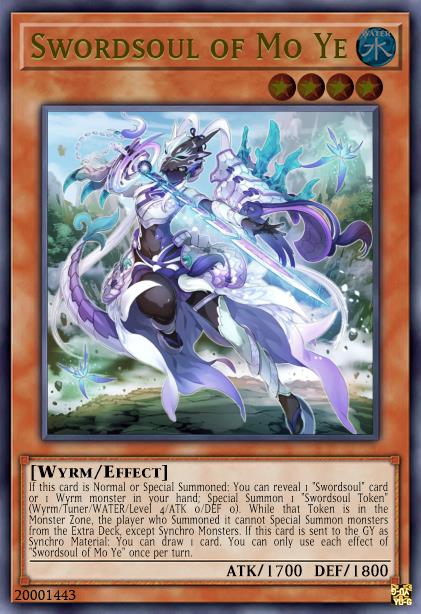 Swordsoul of Mo Ye
WATER
水
[Wyrm/Effect]
If this card is Normal or Special Summoned: You can reveal 1 "Swordsoul" card
or 1 Wyrm monster in your hand; Special Summon 1 "Swordsoul Token"
(Wyrm/Tuner/WATER/Level 4/ATK 0/DEF 0). While that Token is in the
Monster Zone, the player who Summoned it cannot Special Summon monsters
from the Extra Deck, except Synchro Monsters. If this card is sent to the GY as
Synchro Material: You can draw 1 card. You can only use each effect of
"Swordsoul of Mo Ye" once per turn.
ATK/1700 DEF/1800
20001443